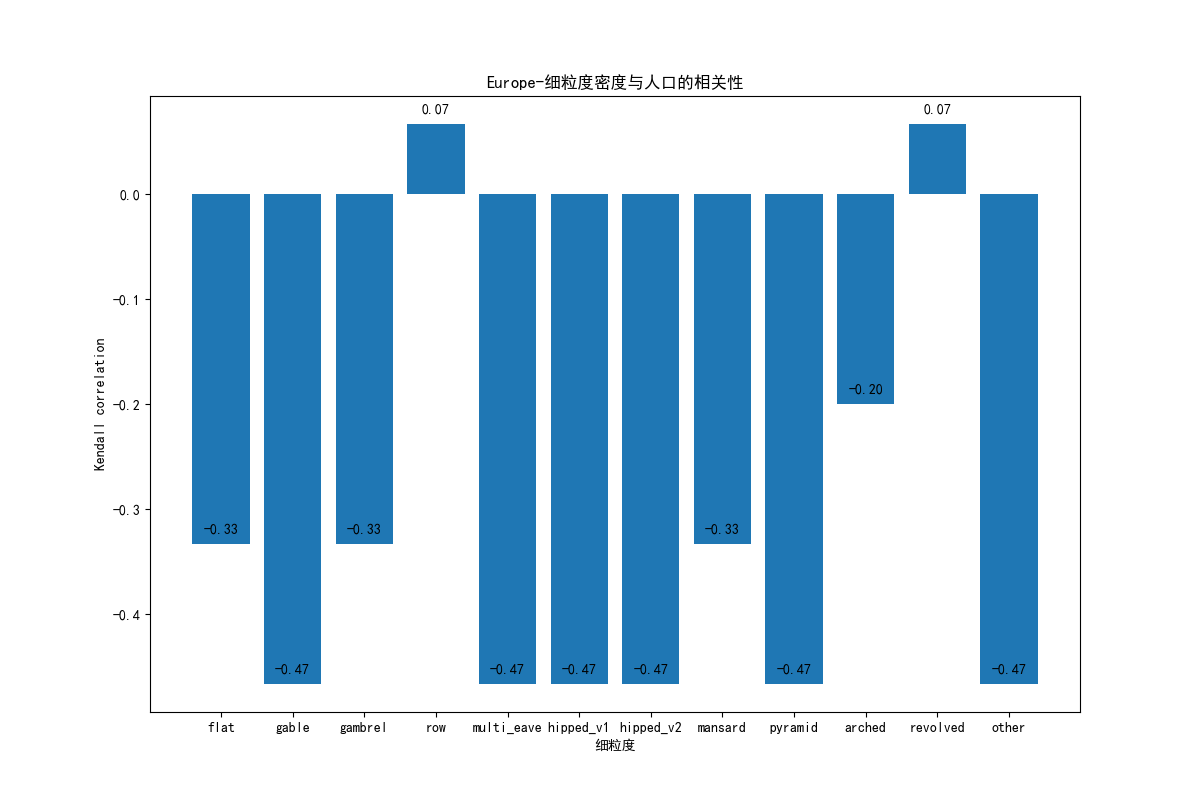 Europe-细粒度密度与人口的相关性
0.07 0.07
0.0
-0.1
-0.2
-0.3
-0.4
Kendall correlation
-0.20
-0.33 -0.33 -0.33
-0.47 -0.47 -0.47 -0.47 -0.47 -0.47
flat gable gambrel row multi_eave hipped_v1 hipped_v2 mansard pyramid arched revolved other
细粒度